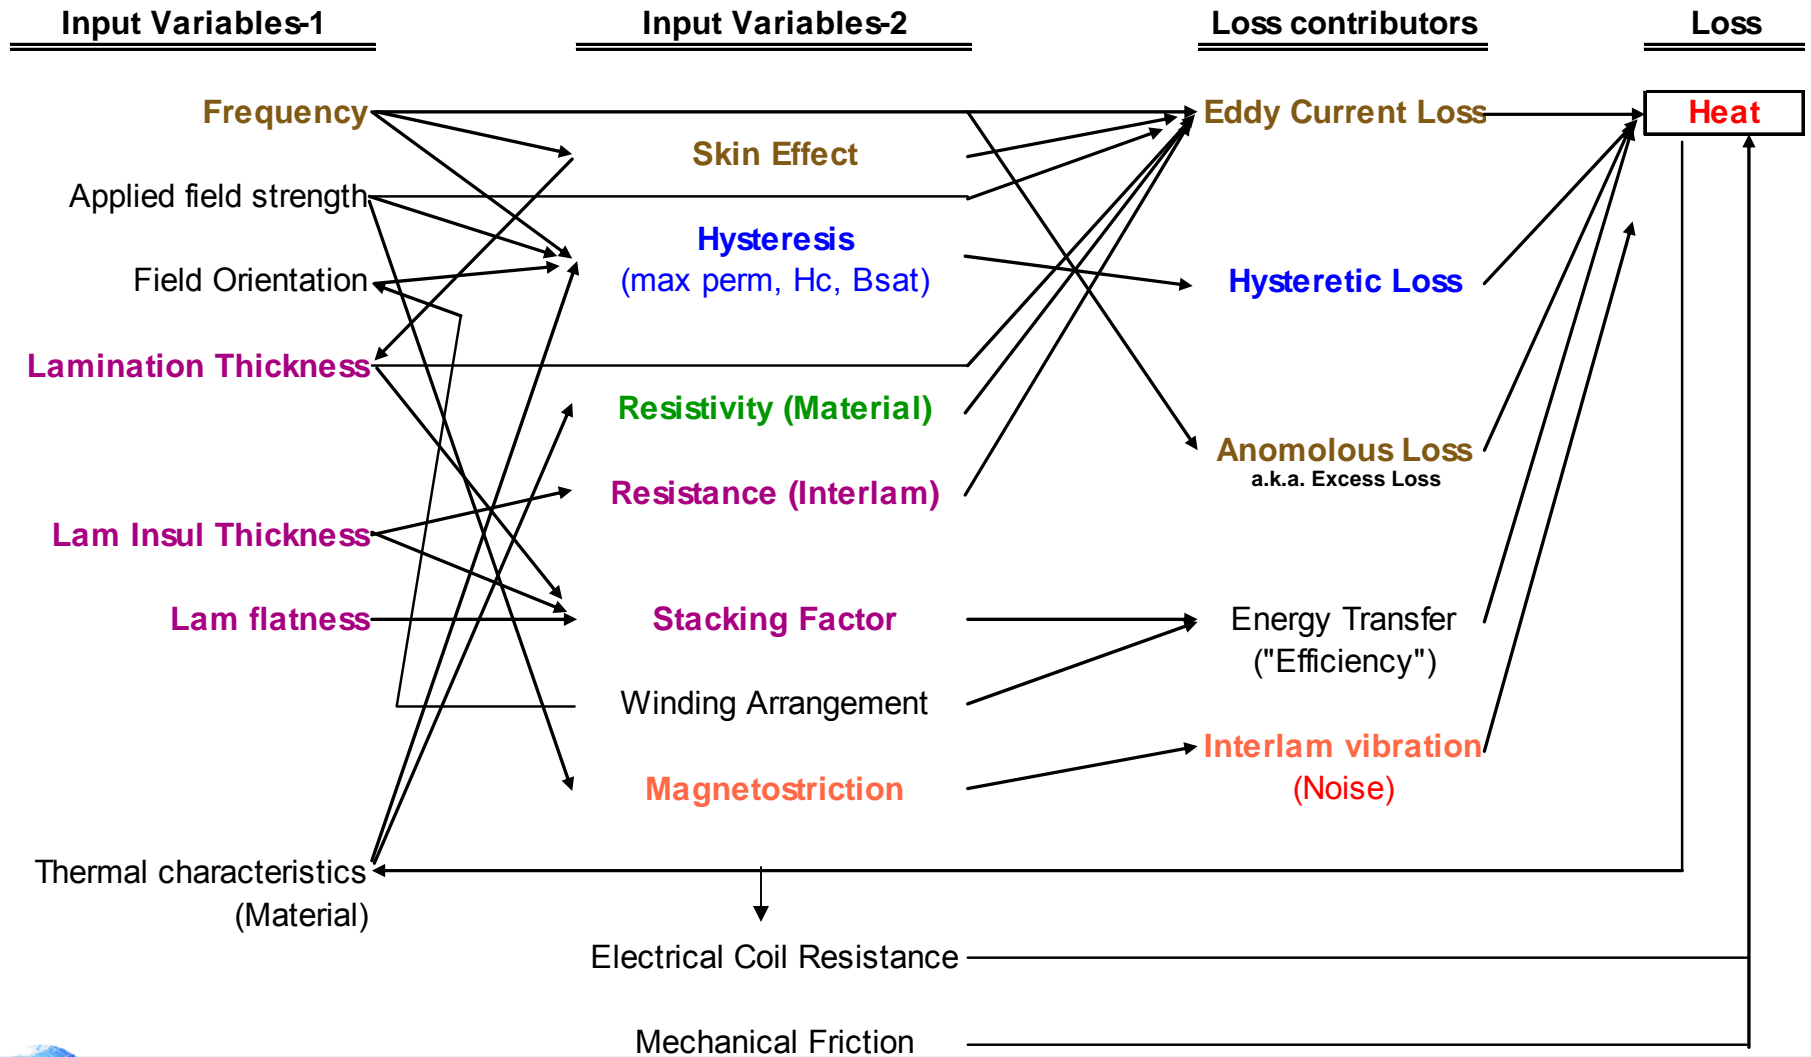 Input Variables-1
Input Variables-2
Loss contributors
Loss
Frequency
Eddy Current Loss
Heat
Skin Effect
Applied field strength
Hysteresis
(max perm, Hc, Bsat)
Field Orientation
Hysteretic Loss
Lamination Thickness
Resistivity (Material)
Anomolous Loss
a.k.a. Excess Loss
Resistance (Interlam)
Lam Insul Thickness
Lam flatness
Stacking Factor
Energy Transfer
("Efficiency")
Winding Arrangement
Interlam vibration
(Noise)
Magnetostriction
Thermal characteristics
(Material)
Electrical Coil Resistance
Mechanical Friction